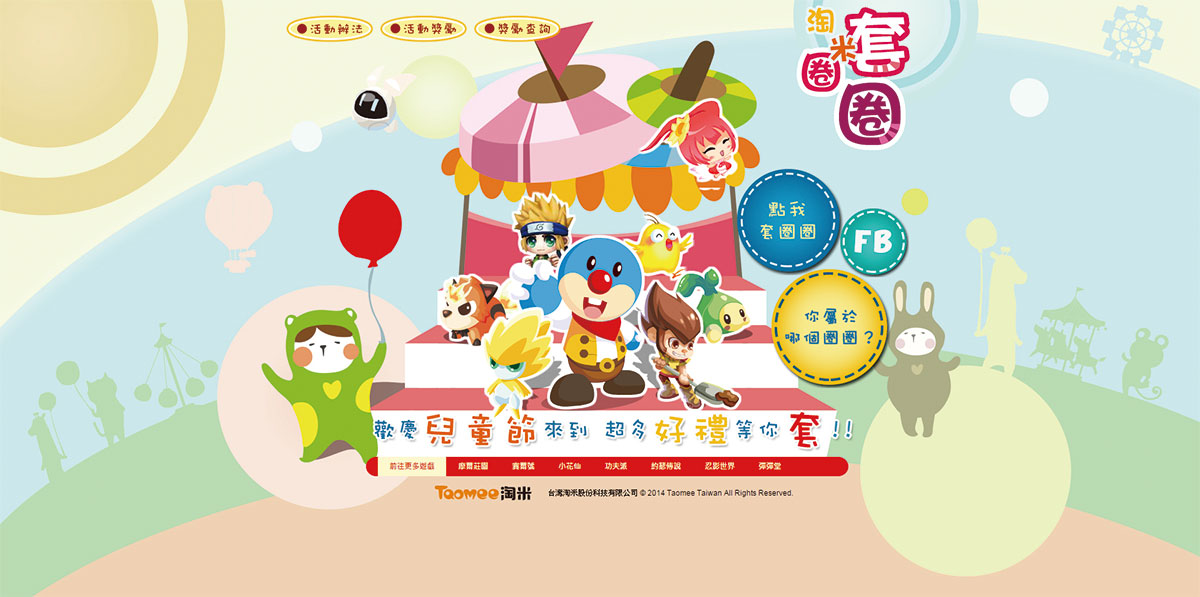 活動辦法
活動獎勵
獎勵查詢
淘米圈
套圈
點我
套圈圈
FB
你屬於
哪個圈圈？
歡慶兒童節來到 超多好禮等你套!!
前往更多遊戲 摩爾莊園 賽爾號 小花仙 功夫派 約瑟傳說 忍影世界 彈彈堂
Taomee淘米 台灣淘米股份科技有限公司 © 2014 Taomee Taiwan All Rights Reserved.